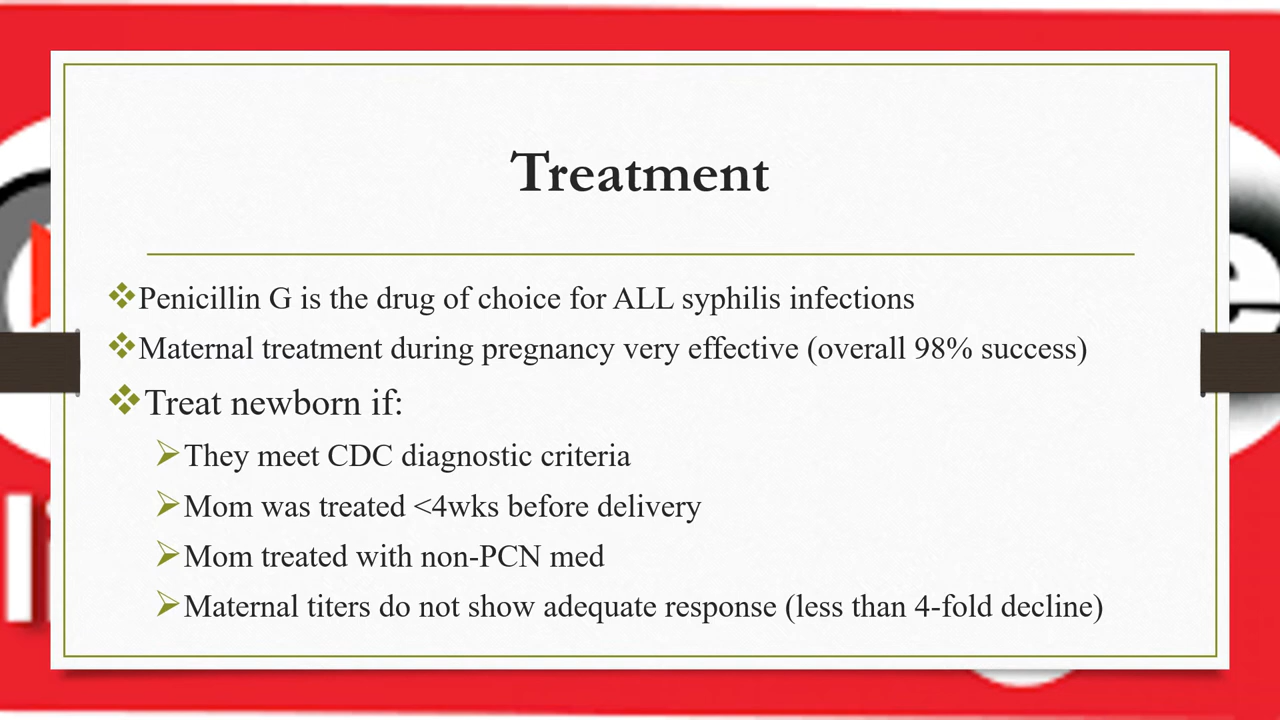 Treatment
Penicillin G is the drug of choice for ALL syphilis infections
Maternal treatment during pregnancy very effective (overall 98% success)
Treat newborn if:
They meet CDC diagnostic criteria
Mom was treated <4wks before delivery
Mom treated with non-PCN med
Maternal titers do not show adequate response (less than 4-fold decline)